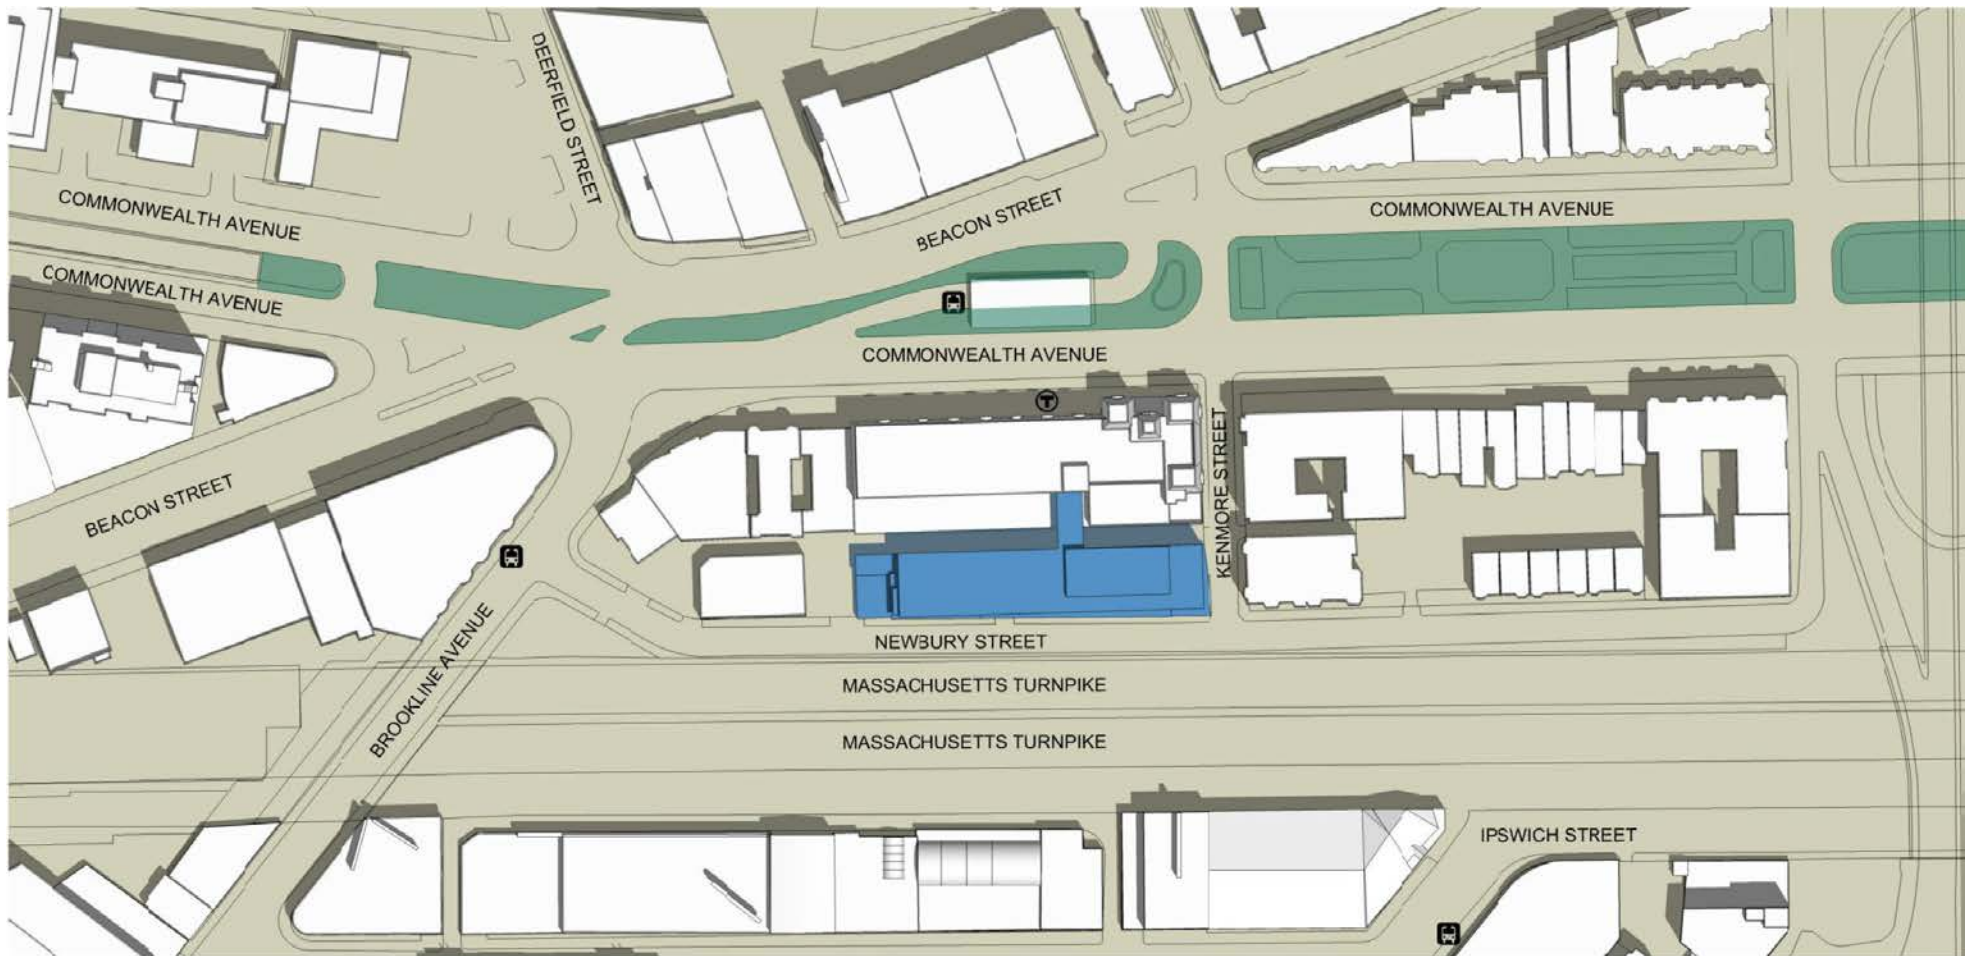 DEERFIELD STREET
COMMONWEALTH AVENUE
COMMONWEALTH AVENUE
BEACON STREET
COMMONWEALTH AVENUE
COMMONWEALTH AVENUE
T
KENMORE STREET
BEACON STREET
NEWBURY STREET
BROOKLINE AVENUE
MASSACHUSETTS TURNPIKE
MASSACHUSETTS TURNPIKE
IPSWICH STREET